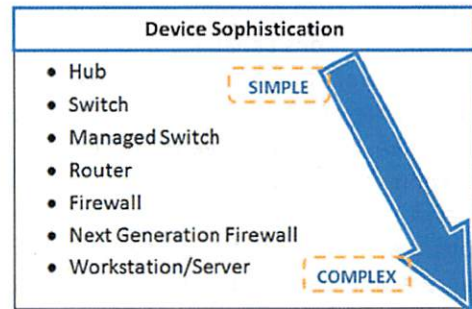 Device Sophistication
• Hub
SIMPLE
• Switch
• Managed Switch
• Router
• Firewall
• Next Generation Firewall
• Workstation/Server
COMPLEX